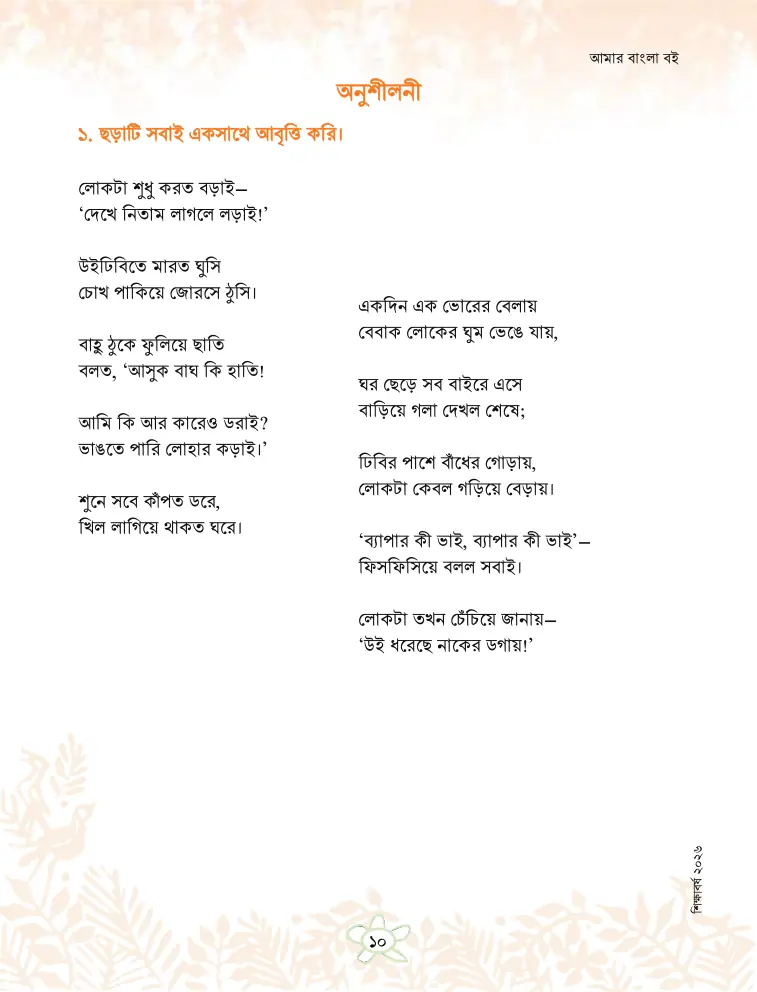 আমার বাংলা বই
অনুশীলনী
১. ছড়াটি সবাই একসাথে আবৃত্তি করি।
লোকটা শুধু করত বড়াই–
‘দেখে নিতাম লাগলে লড়াই!’
উইঢিবিতে মারত ঘুসি
চোখ পাকিয়ে জোরসে ঠুসি।
বাহু ঠুকে ফুলিয়ে ছাতি
বলত, ‘আসুক বাঘ কি হাতি!
আমি কি আর কারেও ডরাই?
ভাঙতে পারি লোহার কড়াই।’
শুনে সবে কাঁপত ডরে,
খিল লাগিয়ে থাকত ঘরে।
একদিন এক ভোরের বেলায়
বেবাক লোকের ঘুম ভেঙে যায়,
ঘর ছেড়ে সব বাইরে এসে
বাড়িয়ে গলা দেখল শেষে;
ঢিবির পাশে বাঁধের গোড়ায়,
লোকটা কেবল গড়িয়ে বেড়ায়।
‘ব্যাপার কী ভাই, ব্যাপার কী ভাই’–
ফিসফিসিয়ে বলল সবাই।
লোকটা তখন চেঁচিয়ে জানায়–
‘উই ধরেছে নাকের ডগায়!’
শিক্ষাবর্ষ ২০২৬
১০